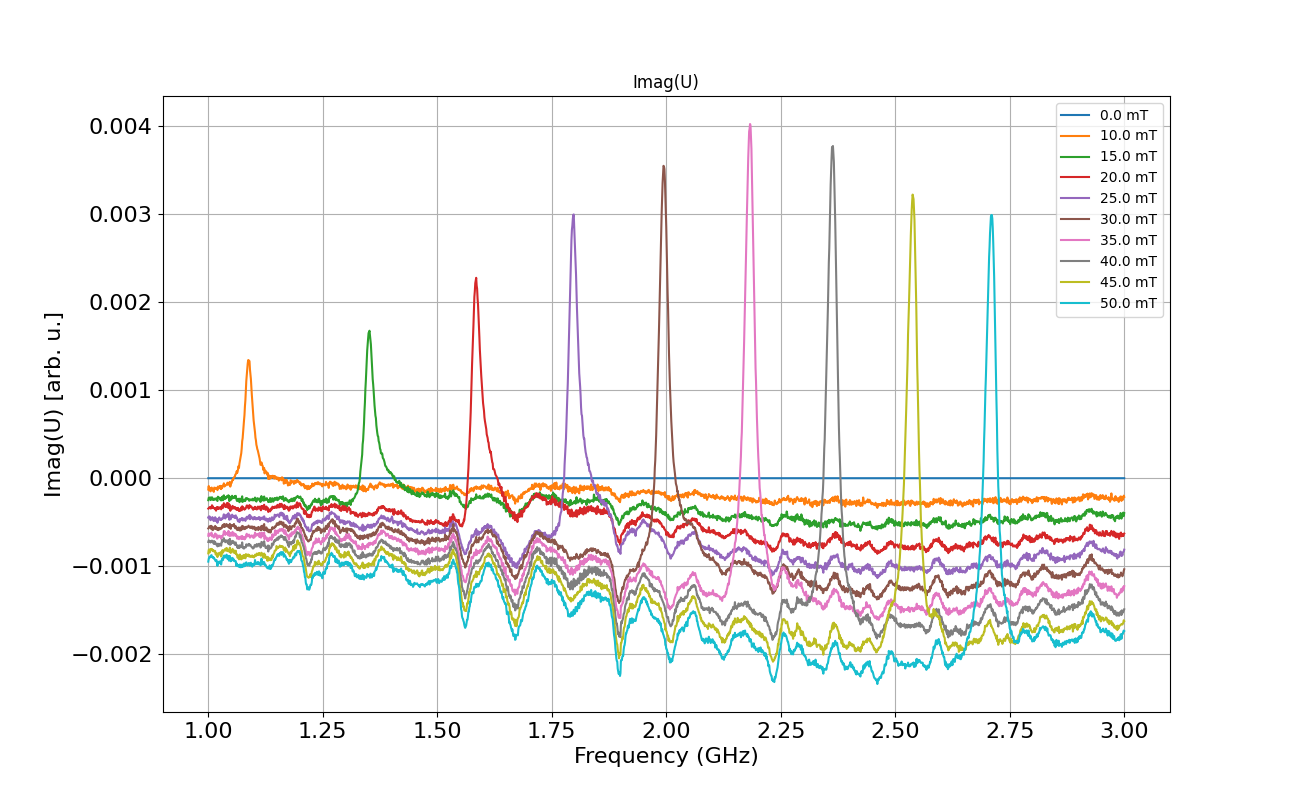 Imag(U)
0.004
0.003
0.002
0.001
0.000
−0.001
−0.002
Imag(U) [arb. u.]
0.0 mT
10.0 mT
15.0 mT
20.0 mT
25.0 mT
30.0 mT
35.0 mT
40.0 mT
45.0 mT
50.0 mT
1.00 1.25 1.50 1.75 2.00 2.25 2.50 2.75 3.00
Frequency (GHz)